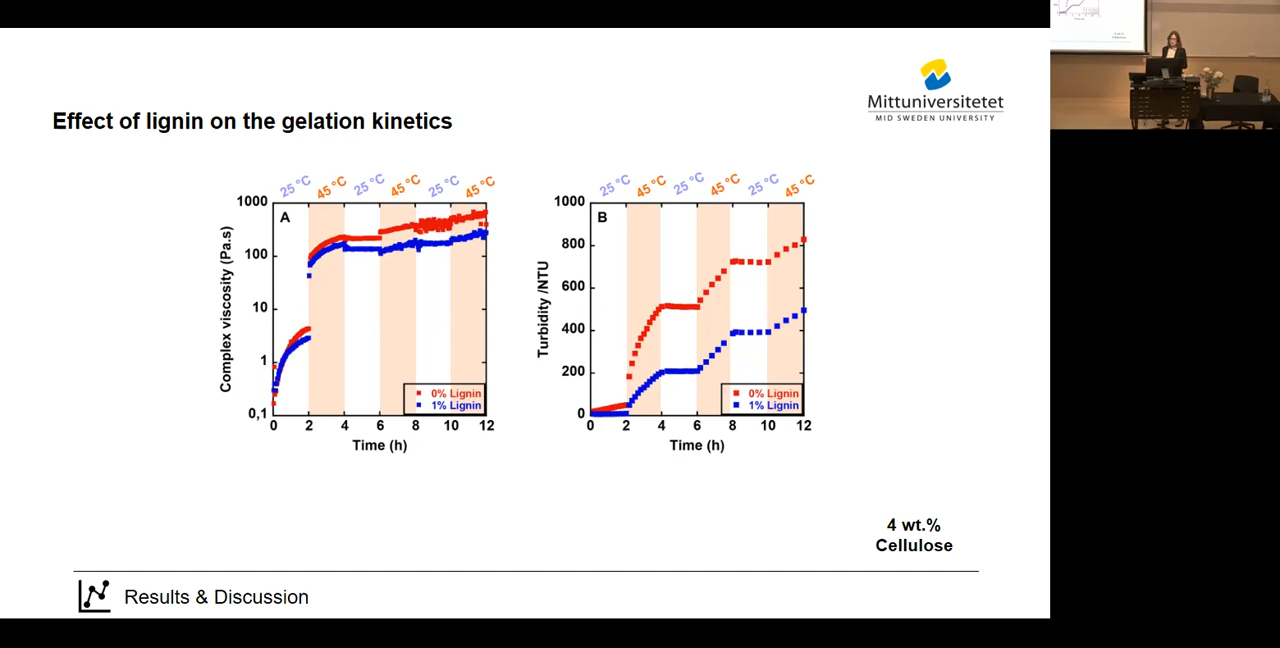 Mittuniversitetet
MID SWEDEN UNIVERSITY
Effect of lignin on the gelation kinetics
25 °C 45 °C 25 °C 45 °C 25 °C 45 °C
A
Complex viscosity (Pa.s)
1000
100
10
1
0,1
0% Lignin
1% Lignin
0 2 4 6 8 10 12
Time (h)
25 °C 45 °C 25 °C 45 °C 25 °C 45 °C
B
Turbidity /NTU
1000
800
600
400
200
0
0% Lignin
1% Lignin
0 2 4 6 8 10 12
Time (h)
4 wt.%
Cellulose
Results & Discussion